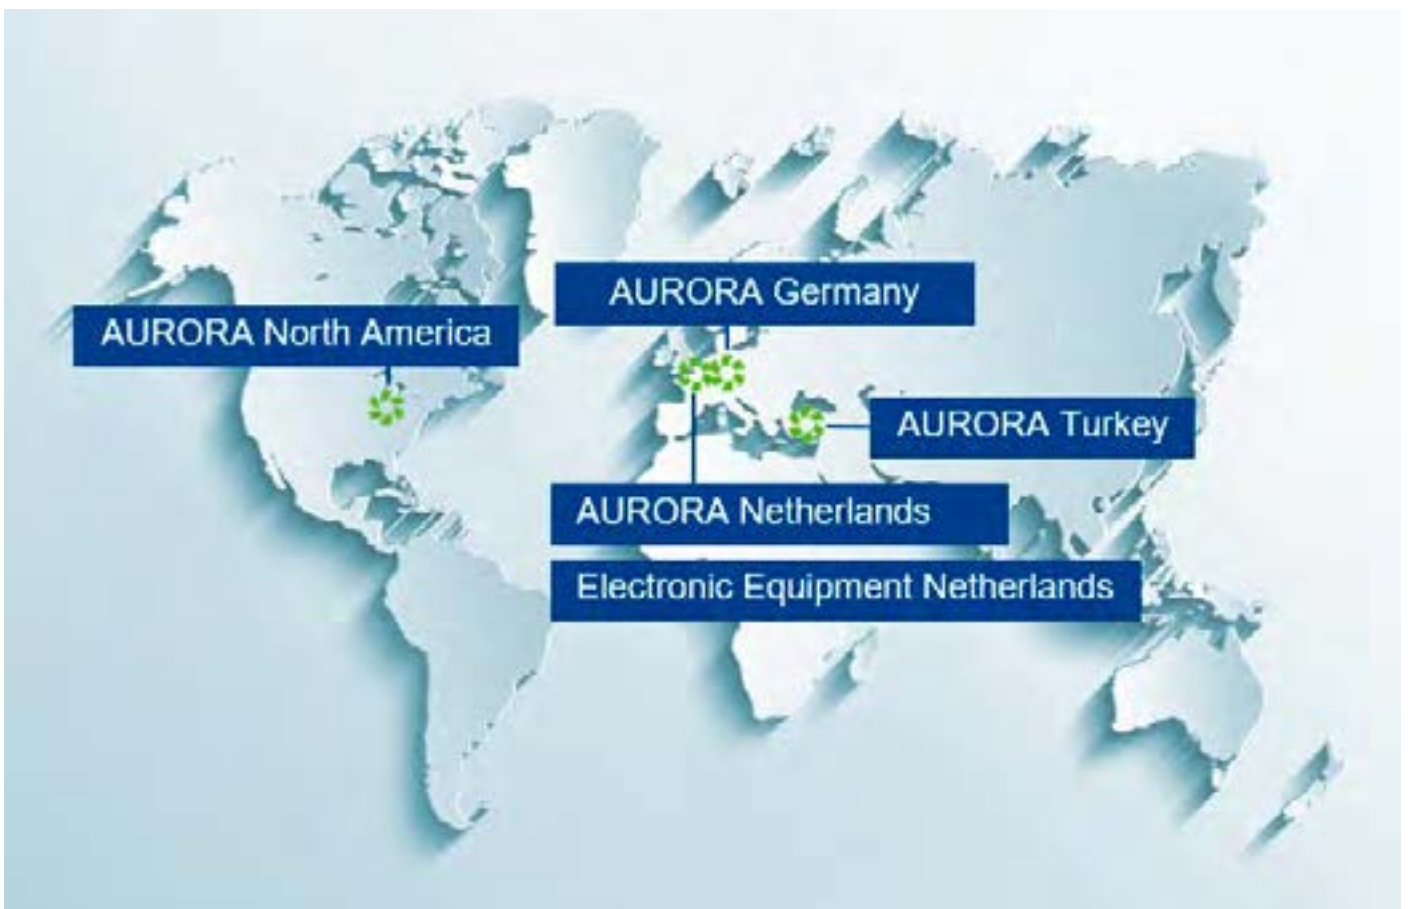 AURORA Germany
AURORA North America
AURORA Turkey
AURORA Netherlands
Electronic Equipment Netherlands